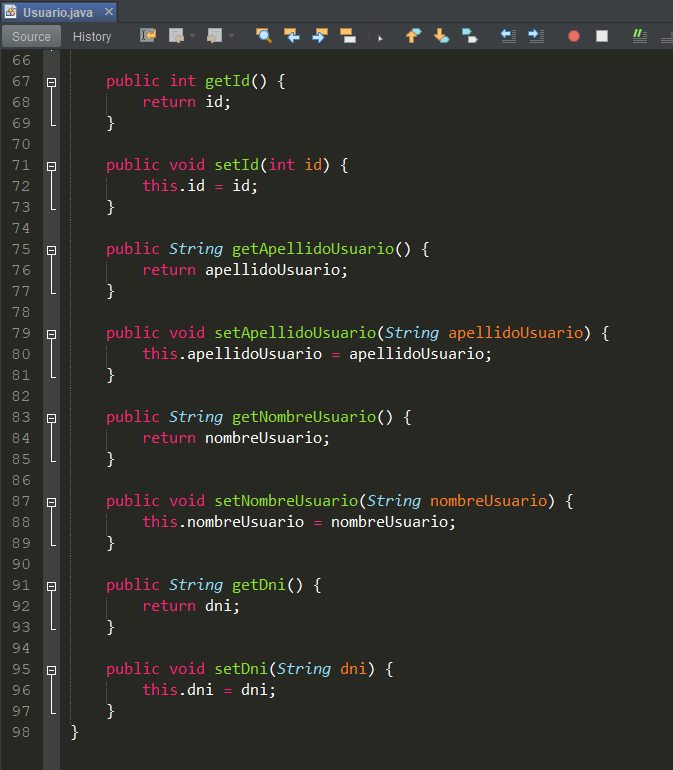 Usuario.java
Source History
66
67 public int getId() {
68 return id;
69 }
70
71 public void setId(int id) {
72 this.id = id;
73 }
74
75 public String getApellidoUsuario() {
76 return apellidoUsuario;
77 }
78
79 public void setApellidoUsuario(String apellidoUsuario) {
80 this.apellidoUsuario = apellidoUsuario;
81 }
82
83 public String getNombreUsuario() {
84 return nombreUsuario;
85 }
86
87 public void setNombreUsuario(String nombreUsuario) {
88 this.nombreUsuario = nombreUsuario;
89 }
90
91 public String getDni() {
92 return dni;
93 }
94
95 public void setDni(String dni) {
96 this.dni = dni;
97 }
98 }